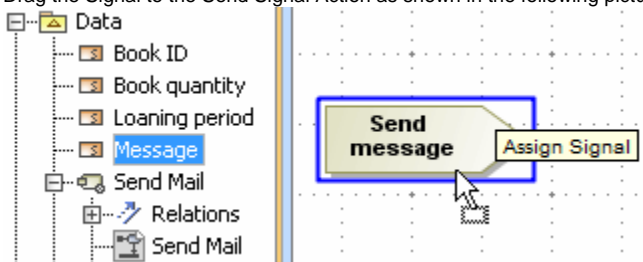 Drag the Signal to the Send Signal Action as shown in the following pictu
Data
Book ID
Book quantity
Loaning period
Message
Send Mail
Relations
Send Mail
Send
message
Assign Signal